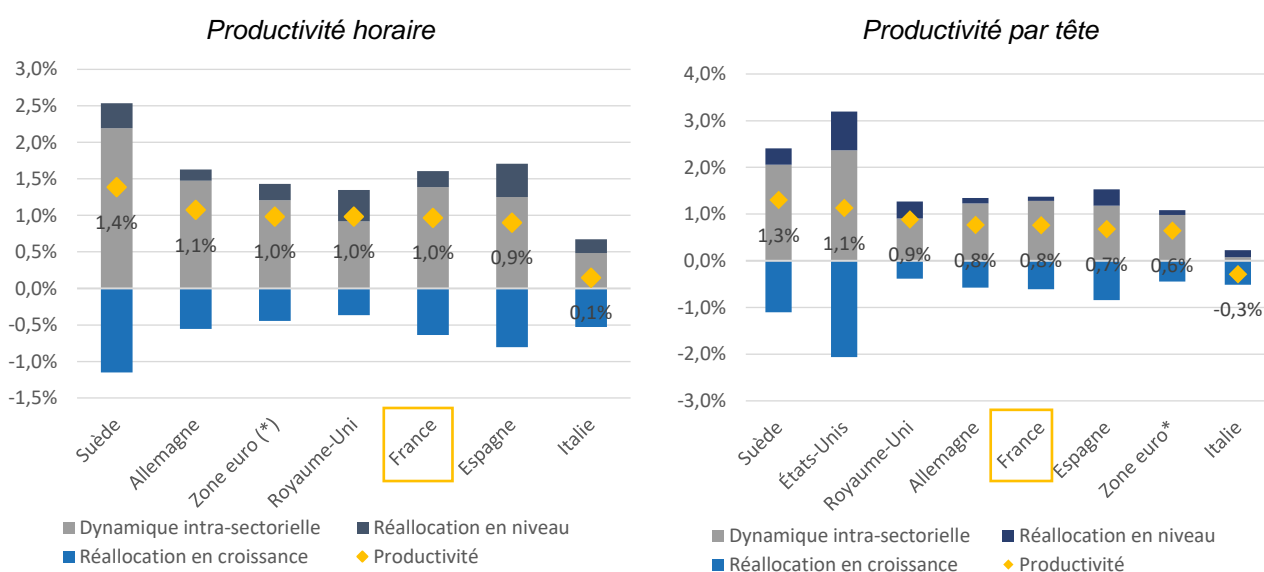 Productivité horaire
3,0%
2,5%
2,0%
1,5%
1,0%
0,5%
0,0%
-0,5%
-1,0%
-1,5%
1,4%
1,1%
1,0%
1,0%
1,0%
0,9%
0,1%
Suède
Allemagne
Zone euro (*)
Royaume-Uni
France
Espagne
Italie
Dynamique intra-sectorielle
Réallocation en niveau
Réallocation en croissance
Productivité
Productivité par tête
4,0%
3,0%
2,0%
1,0%
0,0%
-1,0%
-2,0%
-3,0%
1,3%
1,1%
0,9%
0,8%
0,8%
0,7%
0,6%
-0,3%
Suède
États-Unis
Royaume-Uni
Allemagne
France
Espagne
Zone euro*
Italie
Dynamique intra-sectorielle
Réallocation en niveau
Réallocation en croissance
Productivité